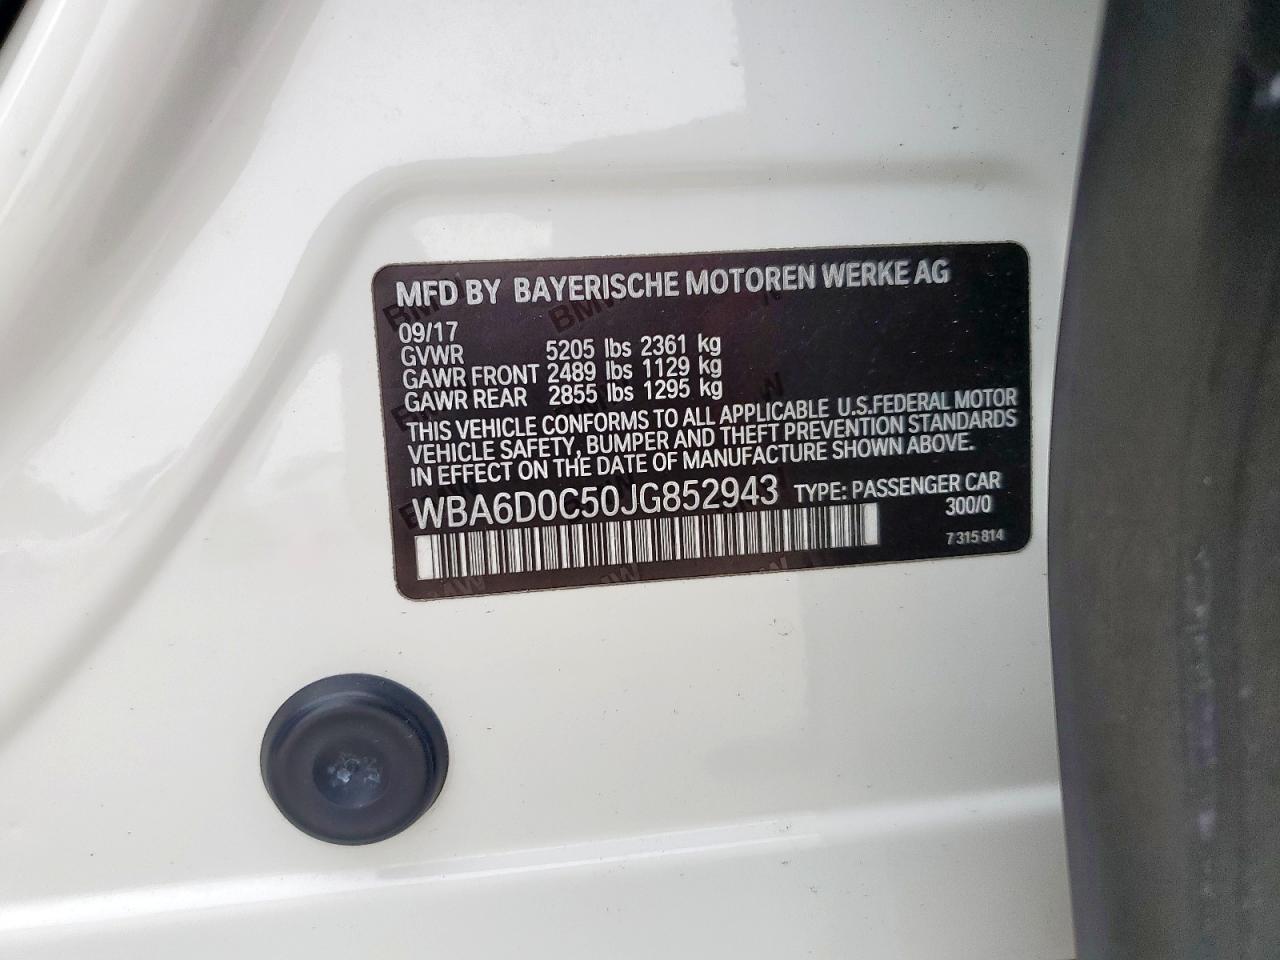 MFD BY BAYERISCHE MOTOREN WERKE AG
09/17
GVWR 5205 lbs 2361 kg
GAWR FRONT 2489 lbs 1129 kg
GAWR REAR 2855 lbs 1295 kg
THIS VEHICLE CONFORMS TO ALL APPLICABLE U.S.FEDERAL MOTOR
VEHICLE SAFETY, BUMPER AND THEFT PREVENTION STANDARDS
IN EFFECT ON THE DATE OF MANUFACTURE SHOWN ABOVE.
WBA6D0C50JG852943 TYPE: PASSENGER CAR
300/0
7 315 814